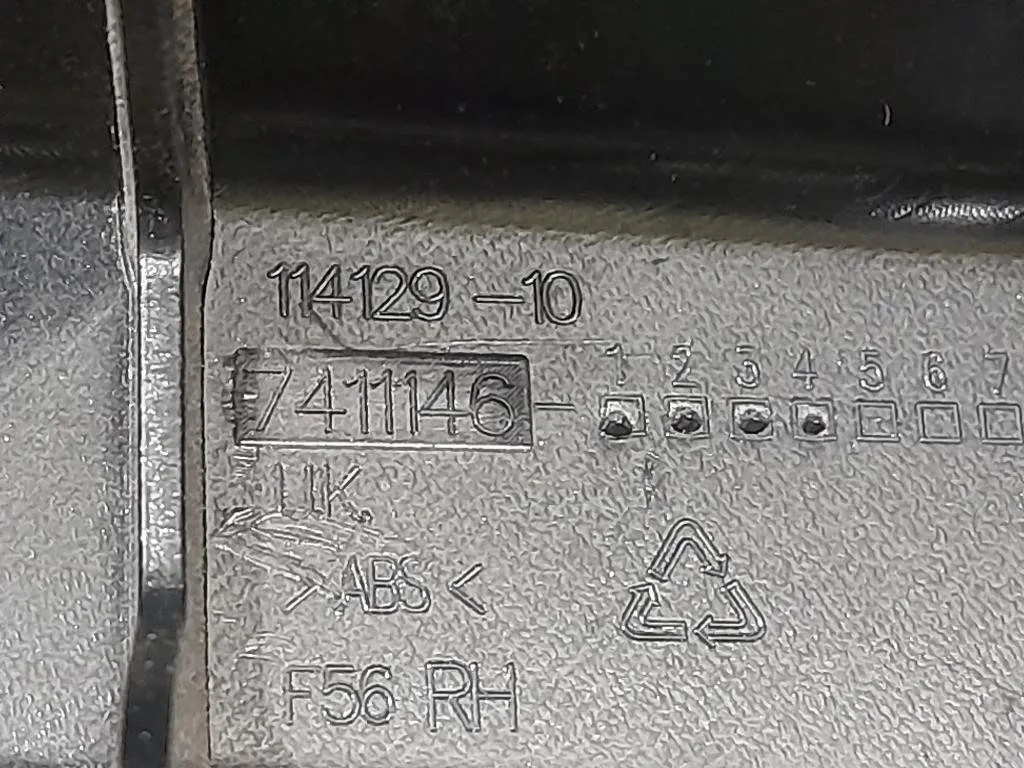 114129 -10
1 2 3 4 5 6 7
7411146 -
UK
>ABS<
F56 RH